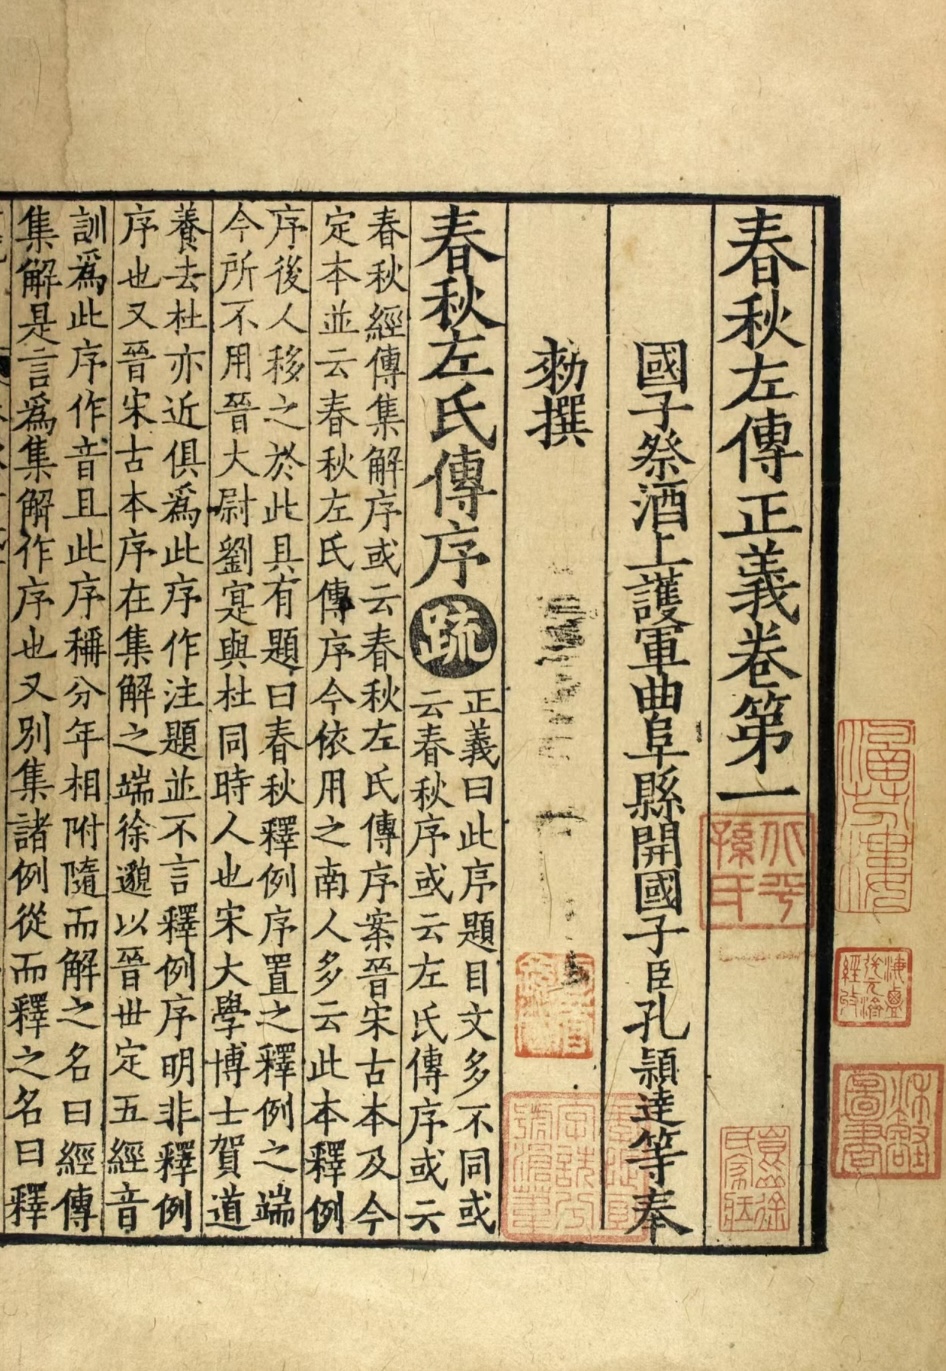 春秋左傳正義卷第一
國子祭酒上護軍曲阜縣開國子臣孔穎達等奉
勑撰
春秋左氏傳序
疏
正義曰此序題目文多不同或
云春秋序或云左氏傳序或云
春秋經傳集解序或云春秋左氏傳序案晉宋古本及今
定本並云春秋左氏傳序今依用之南人多云此本釋例
序後人移之於此且有題曰春秋釋例序置之釋例之端
今所不用晉大尉劉寔與杜同時人也宋大學博士賀道
養去杜亦近俱爲此序作注題並不言釋例序明非釋例
序也又晉宋古本序在集解之端徐邈以晉世定五經音
訓爲此序作音且此序稱分年相附隨而解之名曰經傳
集解是言爲集解作序也又別集諸例從而釋之名曰釋
北平
孫氏